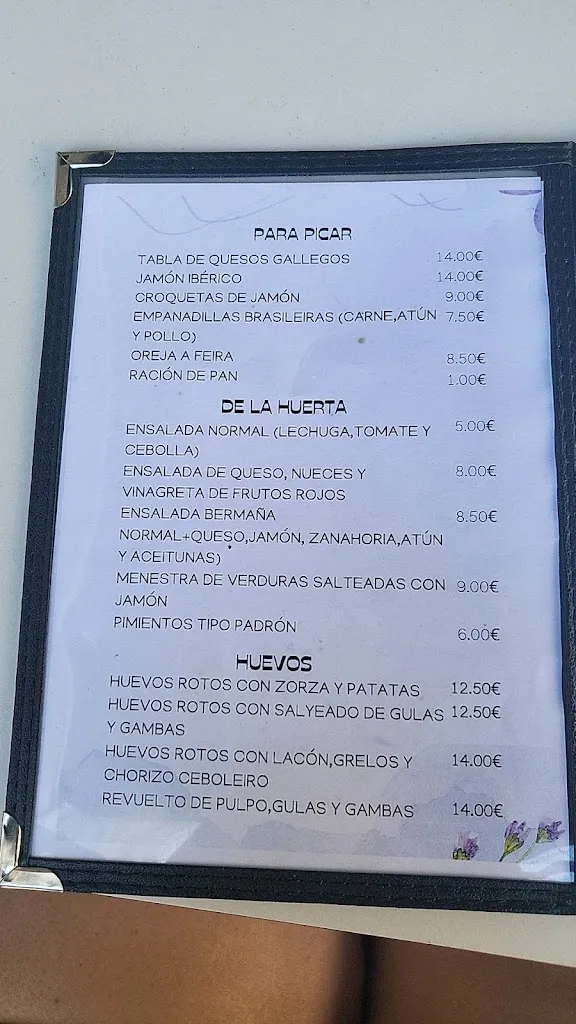 PARA PICAR
TABLA DE QUESOS GALLEGOS 14.00€
JAMÓN IBÉRICO 14.00€
CROQUETAS DE JAMÓN 9.00€
EMPANADILLAS BRASILEIRAS (CARNE,ATÚN 7.50€
Y POLLO)
OREJA A FEIRA 8.50€
RACIÓN DE PAN 1.00€
DE LA HUERTA
ENSALADA NORMAL (LECHUGA,TOMATE Y 5.00€
CEBOLLA)
ENSALADA DE QUESO, NUECES Y 8.00€
VINAGRETA DE FRUTOS ROJOS
ENSALADA BERMAÑA 8.50€
NORMAL+QUESO,JAMÓN, ZANAHORIA,ATÚN
Y ACEITUNAS)
MENESTRA DE VERDURAS SALTEADAS CON 9.00€
JAMÓN
PIMIENTOS TIPO PADRÓN 6.00€
HUEVOS
HUEVOS ROTOS CON ZORZA Y PATATAS 12.50€
HUEVOS ROTOS CON SALYEADO DE GULAS 12.50€
Y GAMBAS
HUEVOS ROTOS CON LACÓN,GRELOS Y 14.00€
CHORIZO CEBOLEIRO
REVUELTO DE PULPO,GULAS Y GAMBAS 14.00€